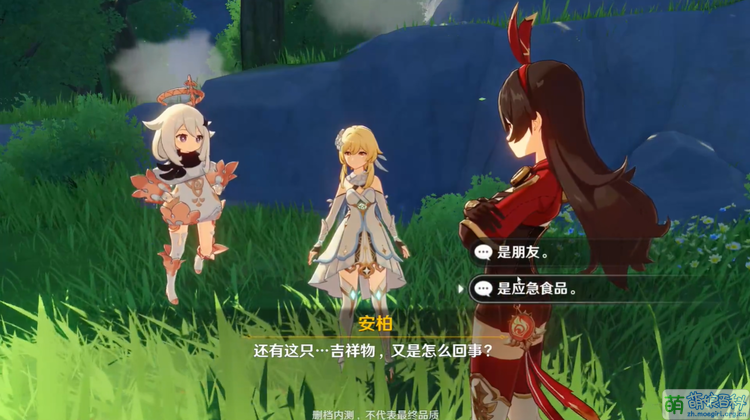 是朋友。
是应急食品。
安柏
还有这只…吉祥物，又是怎么回事？
删档内测，不代表最终品质
萌
萌娘百科
zh.moegirl.org.cn